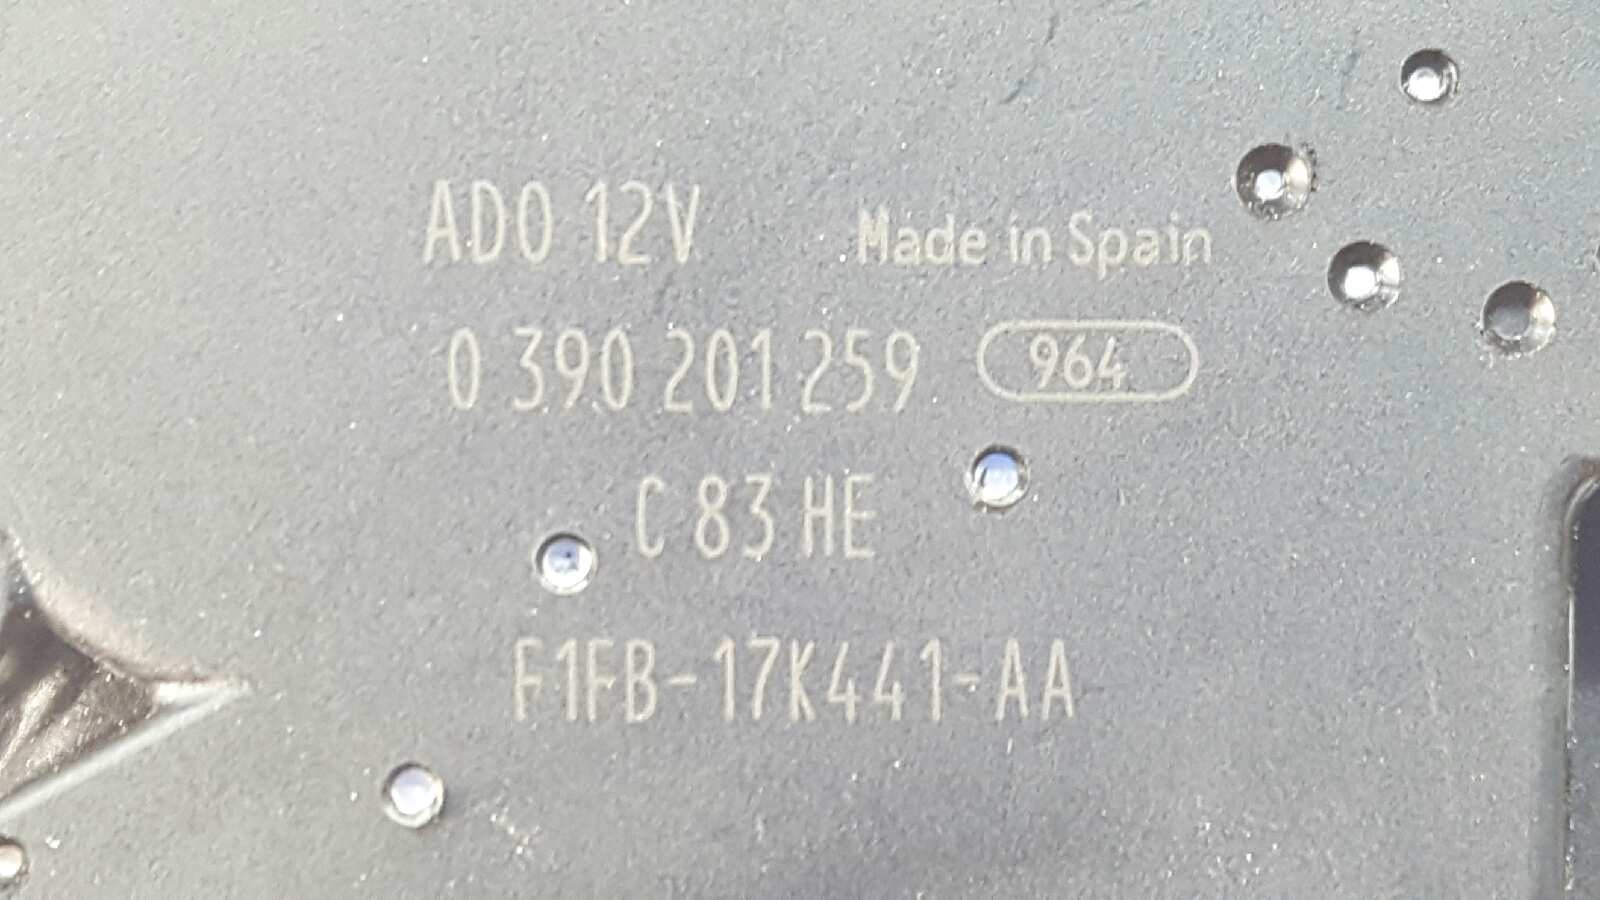 ADO 12V Made in Spain
0 390 201 259 964
C 83 HE
F1FB-17K441-AA